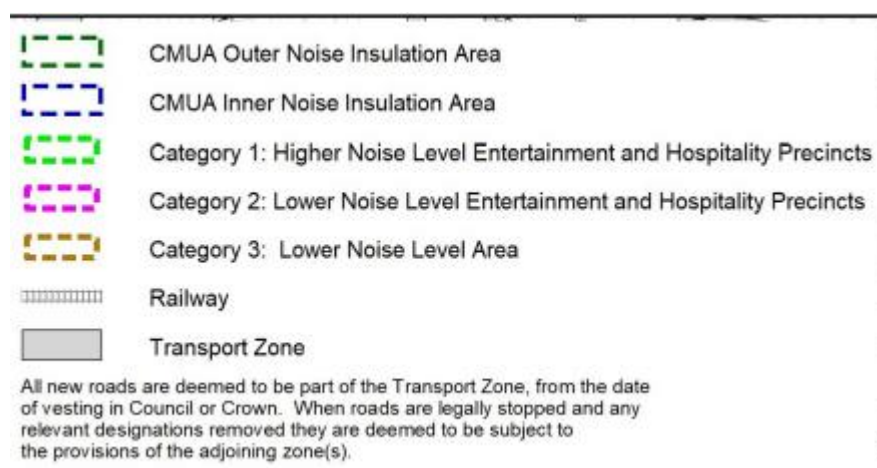 CMUA Outer Noise Insulation Area
CMUA Inner Noise Insulation Area
Category 1: Higher Noise Level Entertainment and Hospitality Precincts
Category 2: Lower Noise Level Entertainment and Hospitality Precincts
Category 3: Lower Noise Level Area
Railway
Transport Zone
All new roads are deemed to be part of the Transport Zone, from the date
of vesting in Council or Crown. When roads are legally stopped and any
relevant designations removed they are deemed to be subject to
the provisions of the adjoining zone(s).